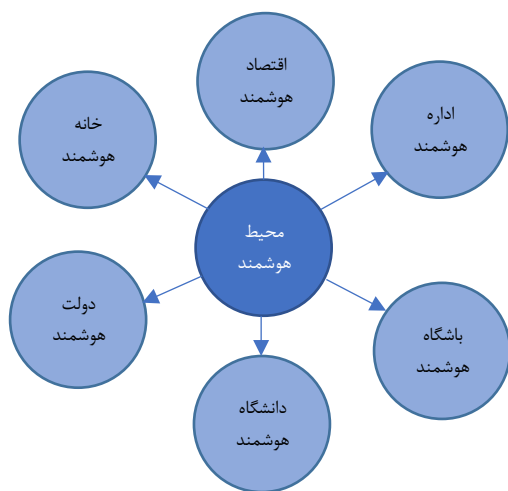 اقتصاد
هوشمند
اداره
هوشمند
خانه
هوشمند
محیط
هوشمند
باشگاه
هوشمند
دولت
هوشمند
دانشگاه
هوشمند